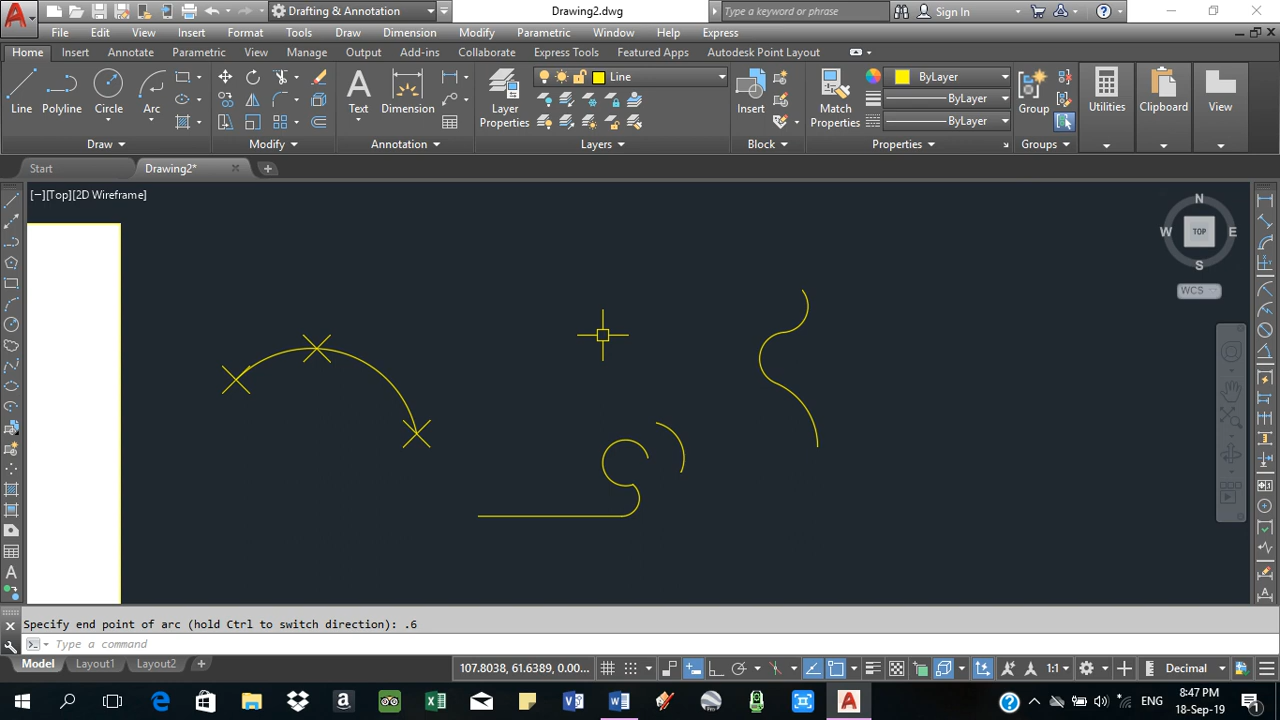 Drafting & Annotation
Drawing2.dwg
Type a keyword or phrase
Sign In
File Edit View Insert Format Tools Draw Dimension Modify Parametric Window Help Express
Home Insert Annotate Parametric View Manage Output Add-ins Collaborate Express Tools Featured Apps Autodesk Point Layout
Line
ByLayer
ByLayer
ByLayer
Line Polyline Circle Arc
Text Dimension
Layer
Properties
Insert
Match
Properties
Group
Utilities
Clipboard
View
Draw
Modify
Annotation
Layers
Block
Properties
Groups
Start
Drawing2*
[−][Top][2D Wireframe]
N
W TOP E
S
WCS
Specify end point of arc (hold Ctrl to switch direction): .6
Type a command
Model Layout1 Layout2
107.8038, 61.6389, 0.00...
1:1
Decimal
ENG
8:47 PM
18-Sep-19